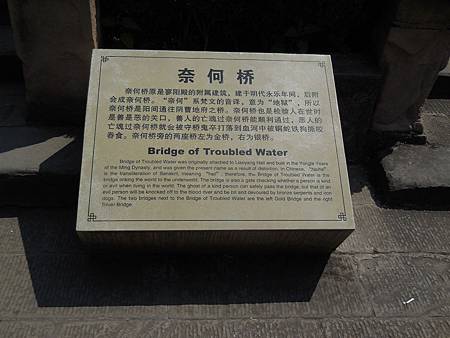 奈何桥
奈何桥原是寥阳殿的附属建筑，建于明代永乐年间，后附
会成奈何桥。“奈何”系梵文的音译，意为“地狱”，所以
奈何桥是阳间通往阴曹地府之桥。奈何桥也是检验人在世时
是善是恶的关口，善人的亡魂过奈何桥能顺利通过，恶人的
亡魂过奈何桥就会被守桥鬼卒打落到血河中被铜蛇铁狗撕咬
吞食。奈何桥旁的两座桥左为金桥，右为银桥。
Bridge of Troubled Water
Bridge of Troubled Water was originally attached to Liaoyang Hall and built in the Yongle Years
of the Ming Dynasty, and was given the present name as a result of distortion. In Chinese, "Naihe"
is the transliteration of Sanskrit, meaning "hell", therefore, the Bridge of Troubled Water is the
bridge linking the world to the underworld. The bridge is also a gate checking whether a person is kind
or evil when living in the world. The ghost of a kind person can safely pass the bridge, but that of an
evil person will be knocked off to the blood river and be bit and devoured by bronze serpents and iron
dogs. The two bridges next to the Bridge of Troubled Water are the left Gold Bridge and the right
Silver Bridge.